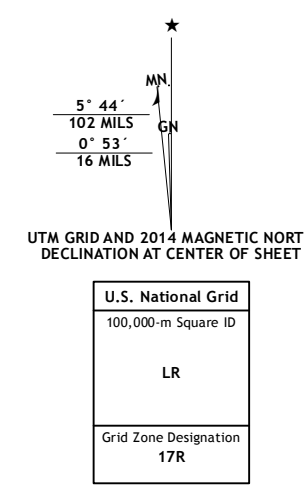 ★
MN.
5° 44´
102 MILS
GN
0° 53´
16 MILS
UTM GRID AND 2014 MAGNETIC NORT
DECLINATION AT CENTER OF SHEET
U.S. National Grid
100,000-m Square ID
LR
Grid Zone Designation
17R